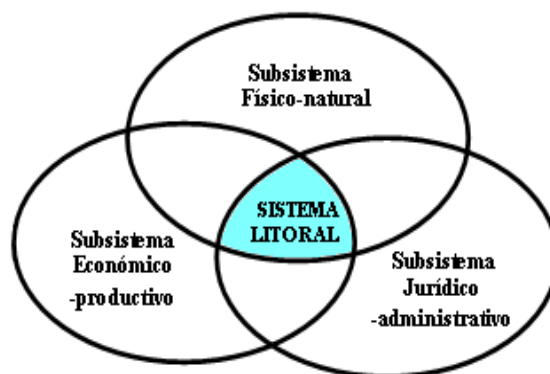 Subsistema
Físico-natural
SISTEMA
LITORAL
Subsistema
Económico
-productivo
Subsistema
Jurídico
-administrativo